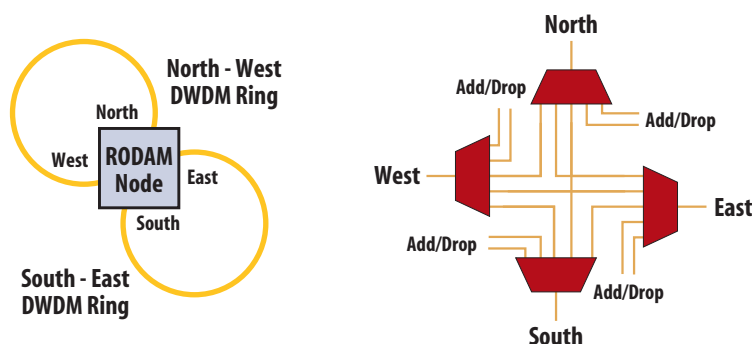 North - West
DWDM Ring
North
West
RODAM
Node
East
South
South - East
DWDM Ring
North
Add/Drop
Add/Drop
West
East
Add/Drop
Add/Drop
South